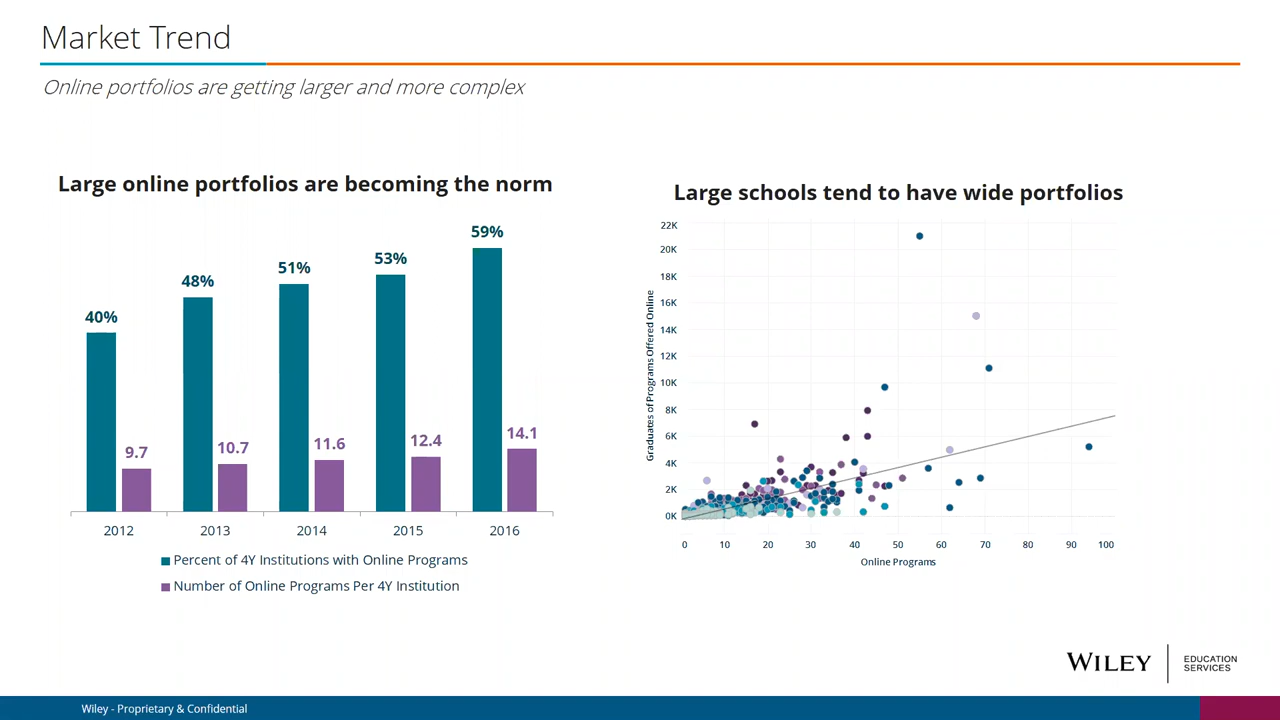 Market Trend
Online portfolios are getting larger and more complex
Large online portfolios are becoming the norm
59%
53%
51%
48%
40%
14.1
12.4
11.6
10.7
9.7
2012 2013 2014 2015 2016
Percent of 4Y Institutions with Online Programs
Number of Online Programs Per 4Y Institution
Large schools tend to have wide portfolios
Graduates of Programs Offered Online
22K
20K
18K
16K
14K
12K
10K
8K
6K
4K
2K
0K
0 10 20 30 40 50 60 70 80 90 100
Online Programs
WILEY
EDUCATION
SERVICES
Wiley - Proprietary & Confidential